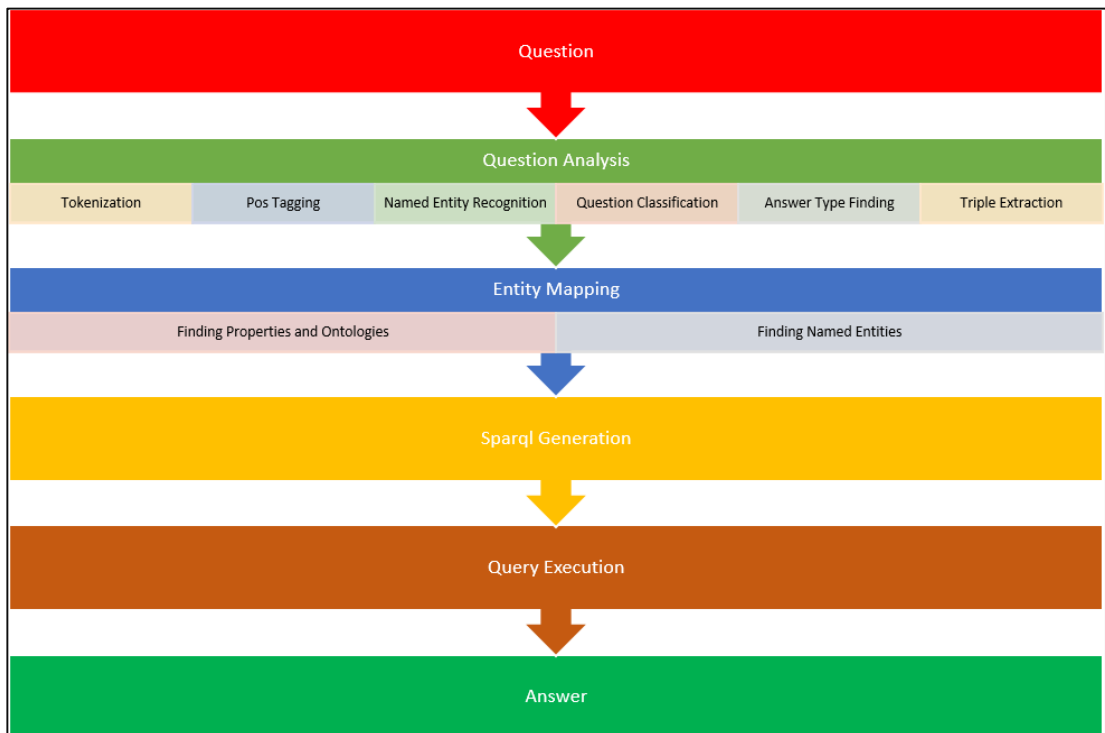 Question
Question Analysis
Tokenization
Pos Tagging
Named Entity Recognition
Question Classification
Answer Type Finding
Triple Extraction
Entity Mapping
Finding Properties and Ontologies
Finding Named Entities
Sparql Generation
Query Execution
Answer